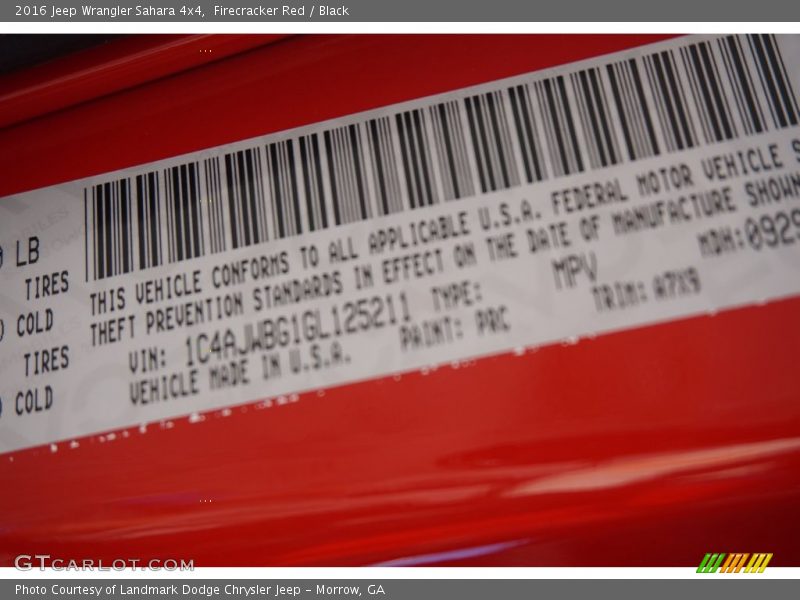 2016 Jeep Wrangler Sahara 4x4,  Firecracker Red / Black
LB
TIRES
COLD
TIRES
COLD
THIS VEHICLE CONFORMS TO ALL APPLICABLE U.S.A. FEDERAL MOTOR VEHICLE S
THEFT PREVENTION STANDARDS IN EFFECT ON THE DATE OF MANUFACTURE SHOWN
VIN: 1C4AJWBG1GL125211 TYPE: MPV MDH:0929
VEHICLE MADE IN U.S.A. PAINT: PRC TRIM: A7X9
GTCARLOT.COM
Photo Courtesy of Landmark Dodge Chrysler Jeep – Morrow, GA